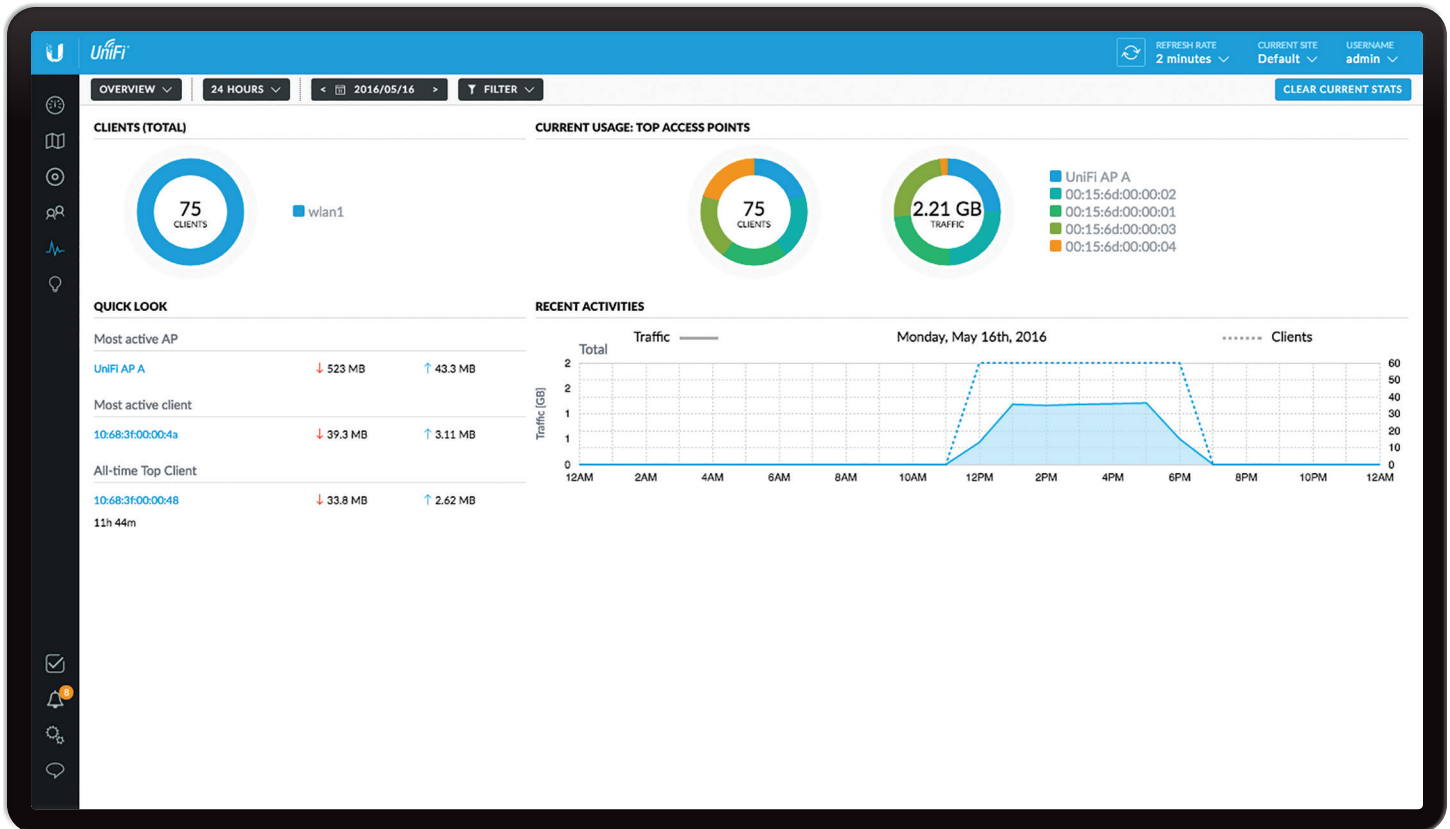 UniFi
REFRESH RATE
2 minutes
CURRENT SITE
Default
USERNAME
admin
OVERVIEW
24 HOURS
< 2016/05/16 >
FILTER
CLEAR CURRENT STATS
CLIENTS (TOTAL)
75
CLIENTS
wlan1
CURRENT USAGE: TOP ACCESS POINTS
75
CLIENTS
2.21 GB
TRAFFIC
UniFi AP A
00:15:6d:00:00:02
00:15:6d:00:00:01
00:15:6d:00:00:03
00:15:6d:00:00:04
QUICK LOOK
Most active AP
UniFi AP A ↓ 523 MB ↑ 43.3 MB
Most active client
10:68:3f:00:00:4a ↓ 39.3 MB ↑ 3.11 MB
All-time Top Client
10:68:3f:00:00:48 ↓ 33.8 MB ↑ 2.62 MB
11h 44m
RECENT ACTIVITIES
Traffic Monday, May 16th, 2016 Clients
Total
Traffic [GB]
2
2
1
1
0
60
50
40
30
20
10
0
12AM 2AM 4AM 6AM 8AM 10AM 12PM 2PM 4PM 6PM 8PM 10PM 12AM
8